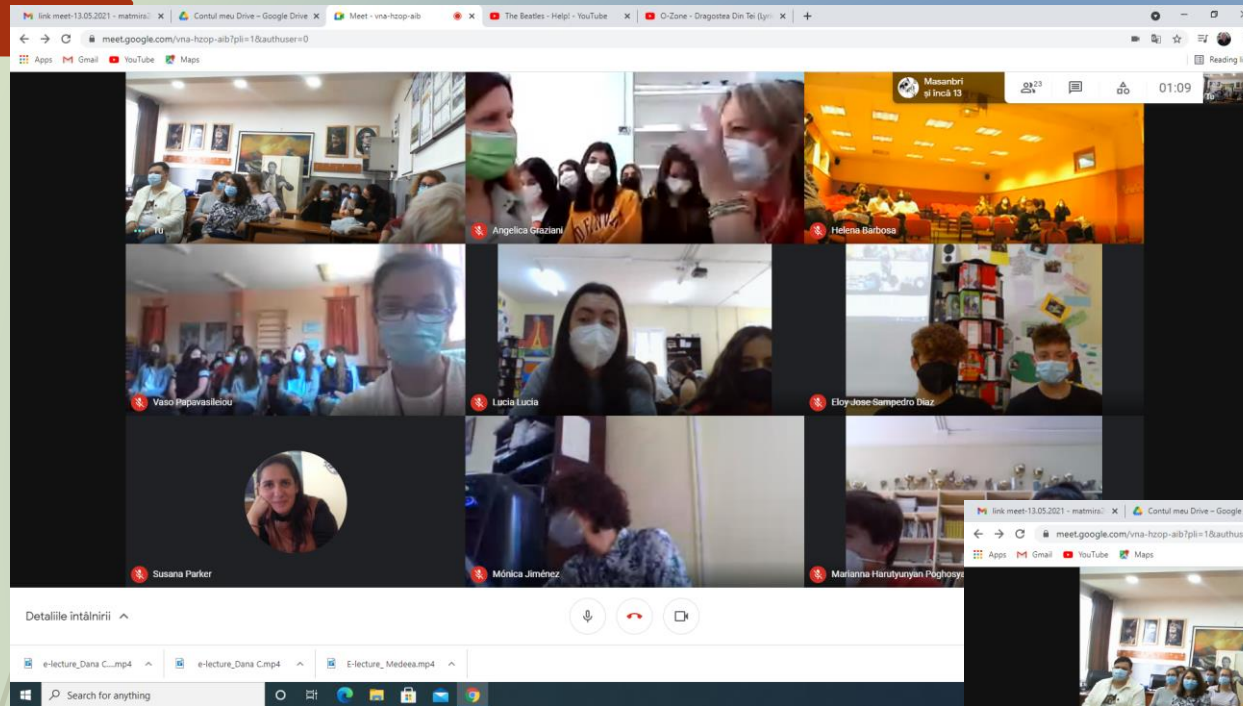 link meet-13.05.2021 - matmira2
Contul meu Drive – Google Drive
Meet - vna-hzop-aib
The Beatles - Help! - YouTube
O-Zone - Dragostea Din Tei (Lyri
meet.google.com/vna-hzop-aib?pli=1&authuser=0
Apps
Gmail
YouTube
Maps
Reading li
Masanbri
și încă 13
23
01:09
Tu
Tu
Angelica Graziani
Helena Barbosa
Vaso Papavasileiou
Lucia Lucia
Eloy Jose Sampedro Diaz
Susana Parker
Mónica Jiménez
Marianna Harutyunyan Poghosya
Detaliile întâlnirii
e-lecture_Dana C....mp4
e-lecture_Dana C.mp4
E-lecture_ Medeea.mp4
Search for anything
link meet-13.05.2021 - matmira2
Contul meu Drive – Google
meet.google.com/vna-hzop-aib?pli=1&authus
Apps
Gmail
YouTube
Maps